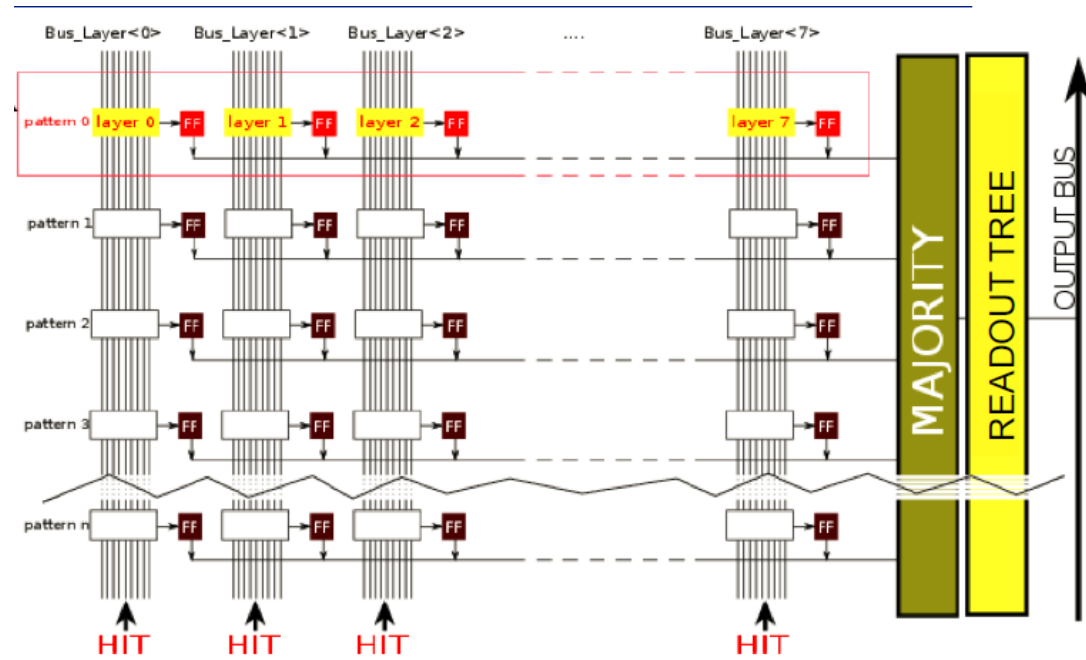 Bus_Layer<0> Bus_Layer<1> Bus_Layer<2> .... Bus_Layer<7>
pattern 0 layer 0 FF layer 1 FF layer 2 FF layer 7 FF
pattern 1 FF FF FF FF
pattern 2 FF FF FF FF
pattern 3 FF FF FF FF
pattern n FF FF FF FF
HIT HIT HIT HIT
MAJORITY
READOUT TREE
OUTPUT BUS